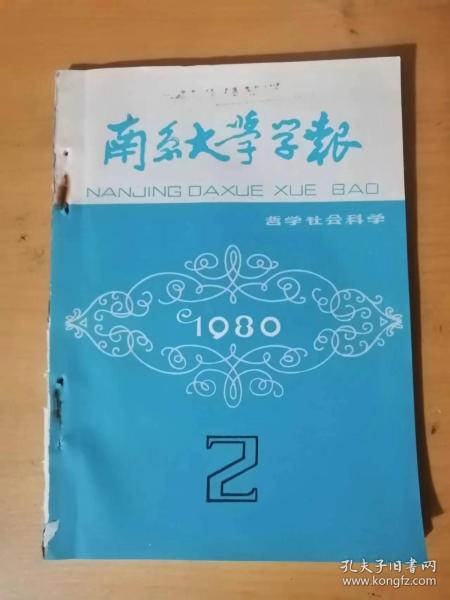 南京大学学报
NANJING DAXUE XUE BAO
哲学社会科学
1980
2
孔夫子旧书网
www.kongfz.com